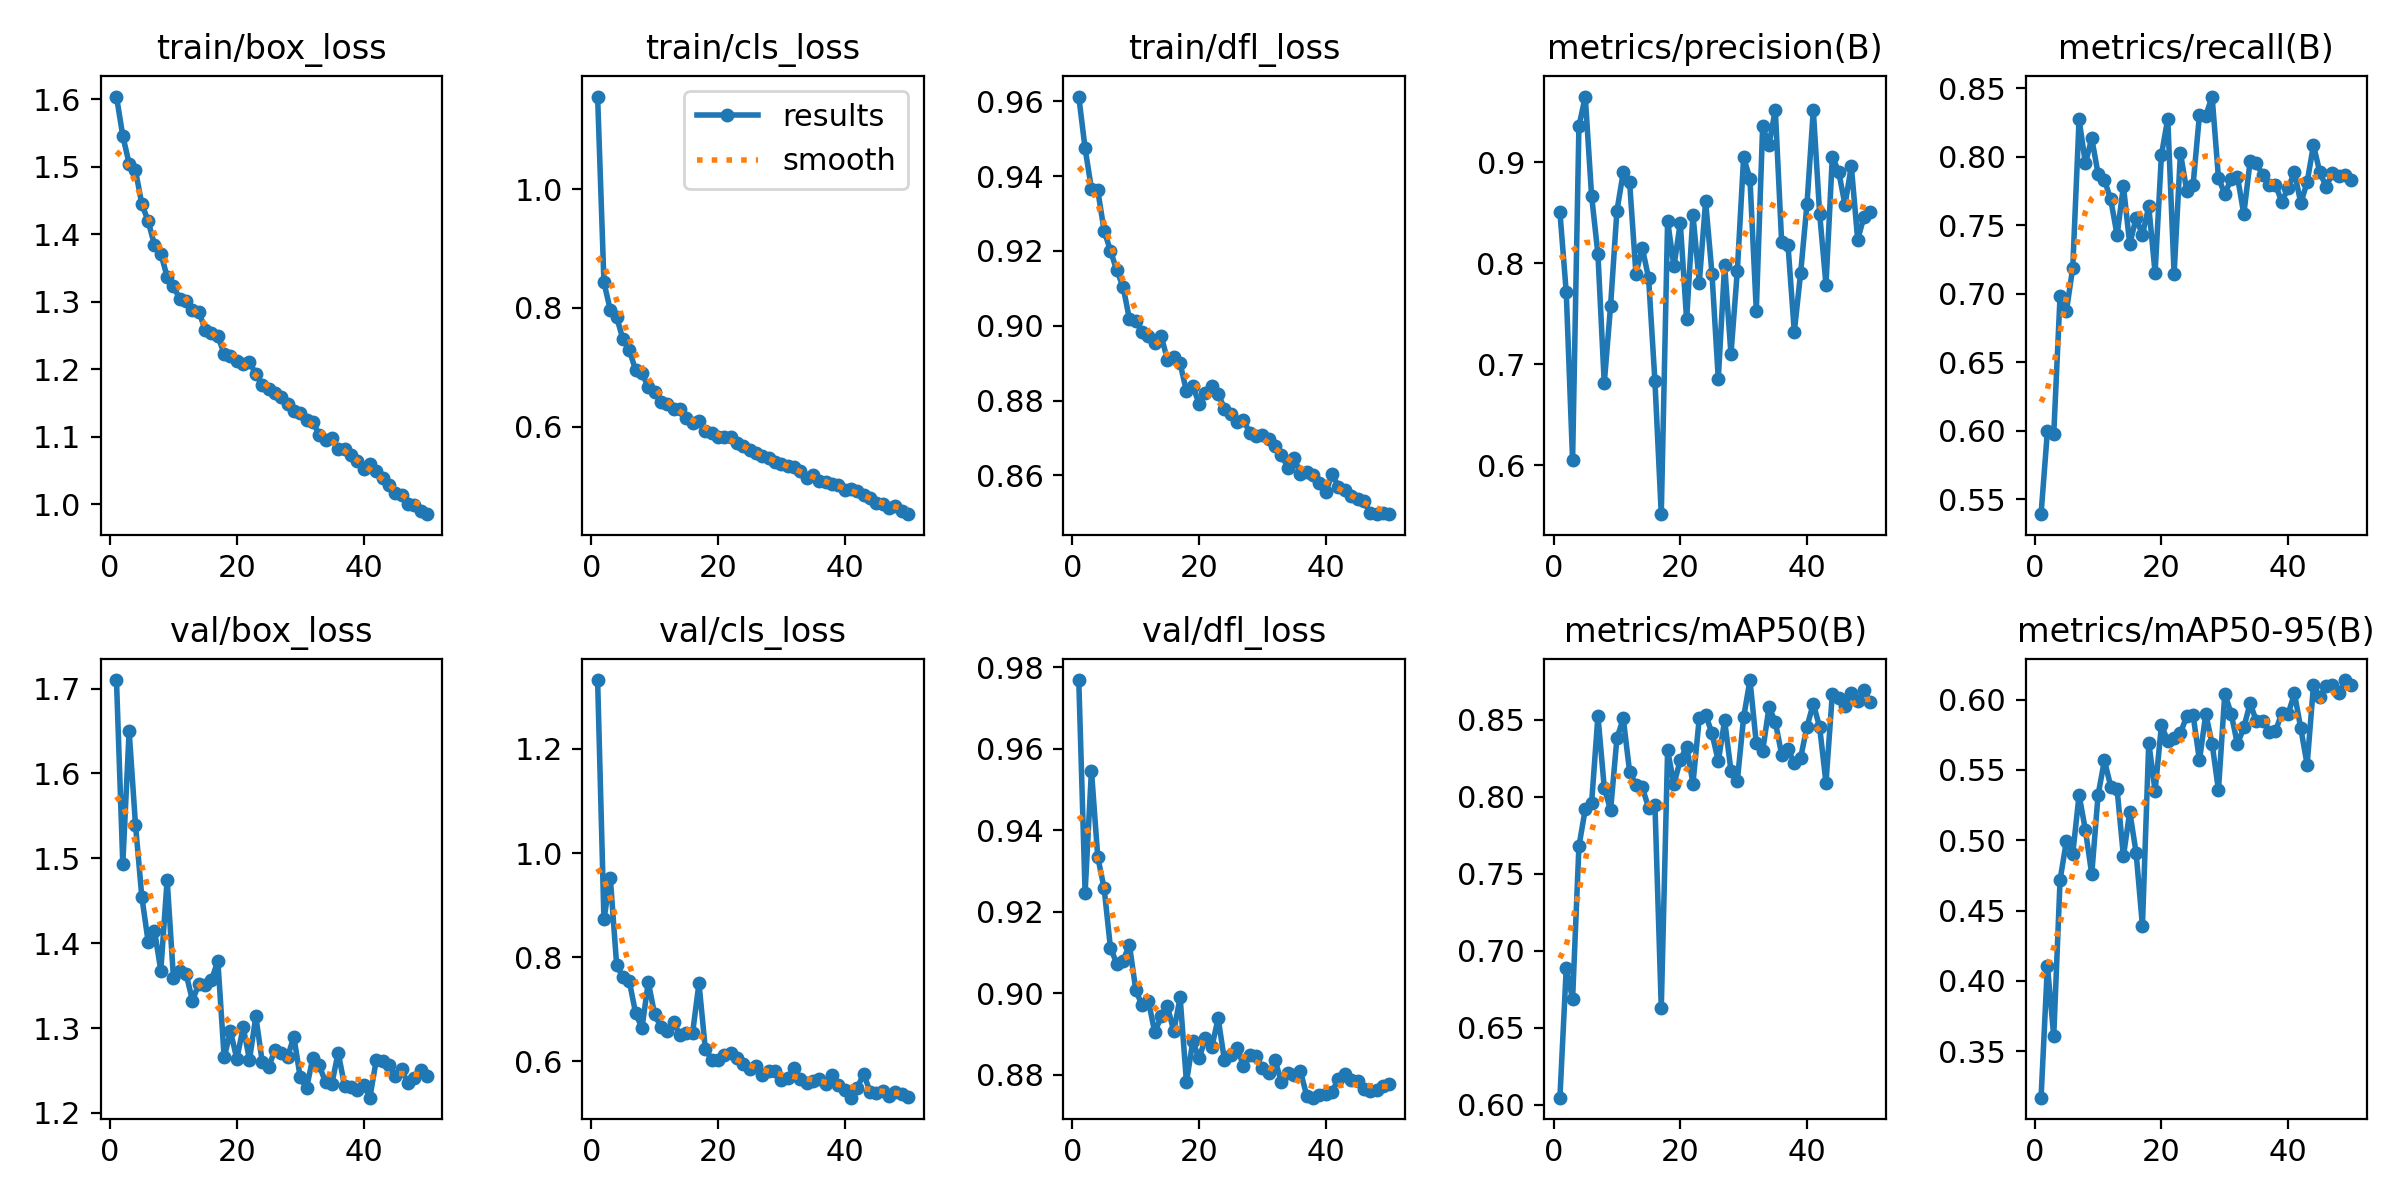 train/box_loss
train/cls_loss
train/dfl_loss
metrics/precision(B)
metrics/recall(B)
1.6
1.5
1.4
1.3
1.2
1.1
1.0
0 20 40
results
smooth
1.0
0.8
0.6
0 20 40
0.96
0.94
0.92
0.90
0.88
0.86
0 20 40
0.9
0.8
0.7
0.6
0 20 40
0.85
0.80
0.75
0.70
0.65
0.60
0.55
0 20 40
val/box_loss
val/cls_loss
val/dfl_loss
metrics/mAP50(B)
metrics/mAP50-95(B)
1.7
1.6
1.5
1.4
1.3
1.2
0 20 40
1.2
1.0
0.8
0.6
0 20 40
0.98
0.96
0.94
0.92
0.90
0.88
0 20 40
0.85
0.80
0.75
0.70
0.65
0.60
0 20 40
0.60
0.55
0.50
0.45
0.40
0.35
0 20 40